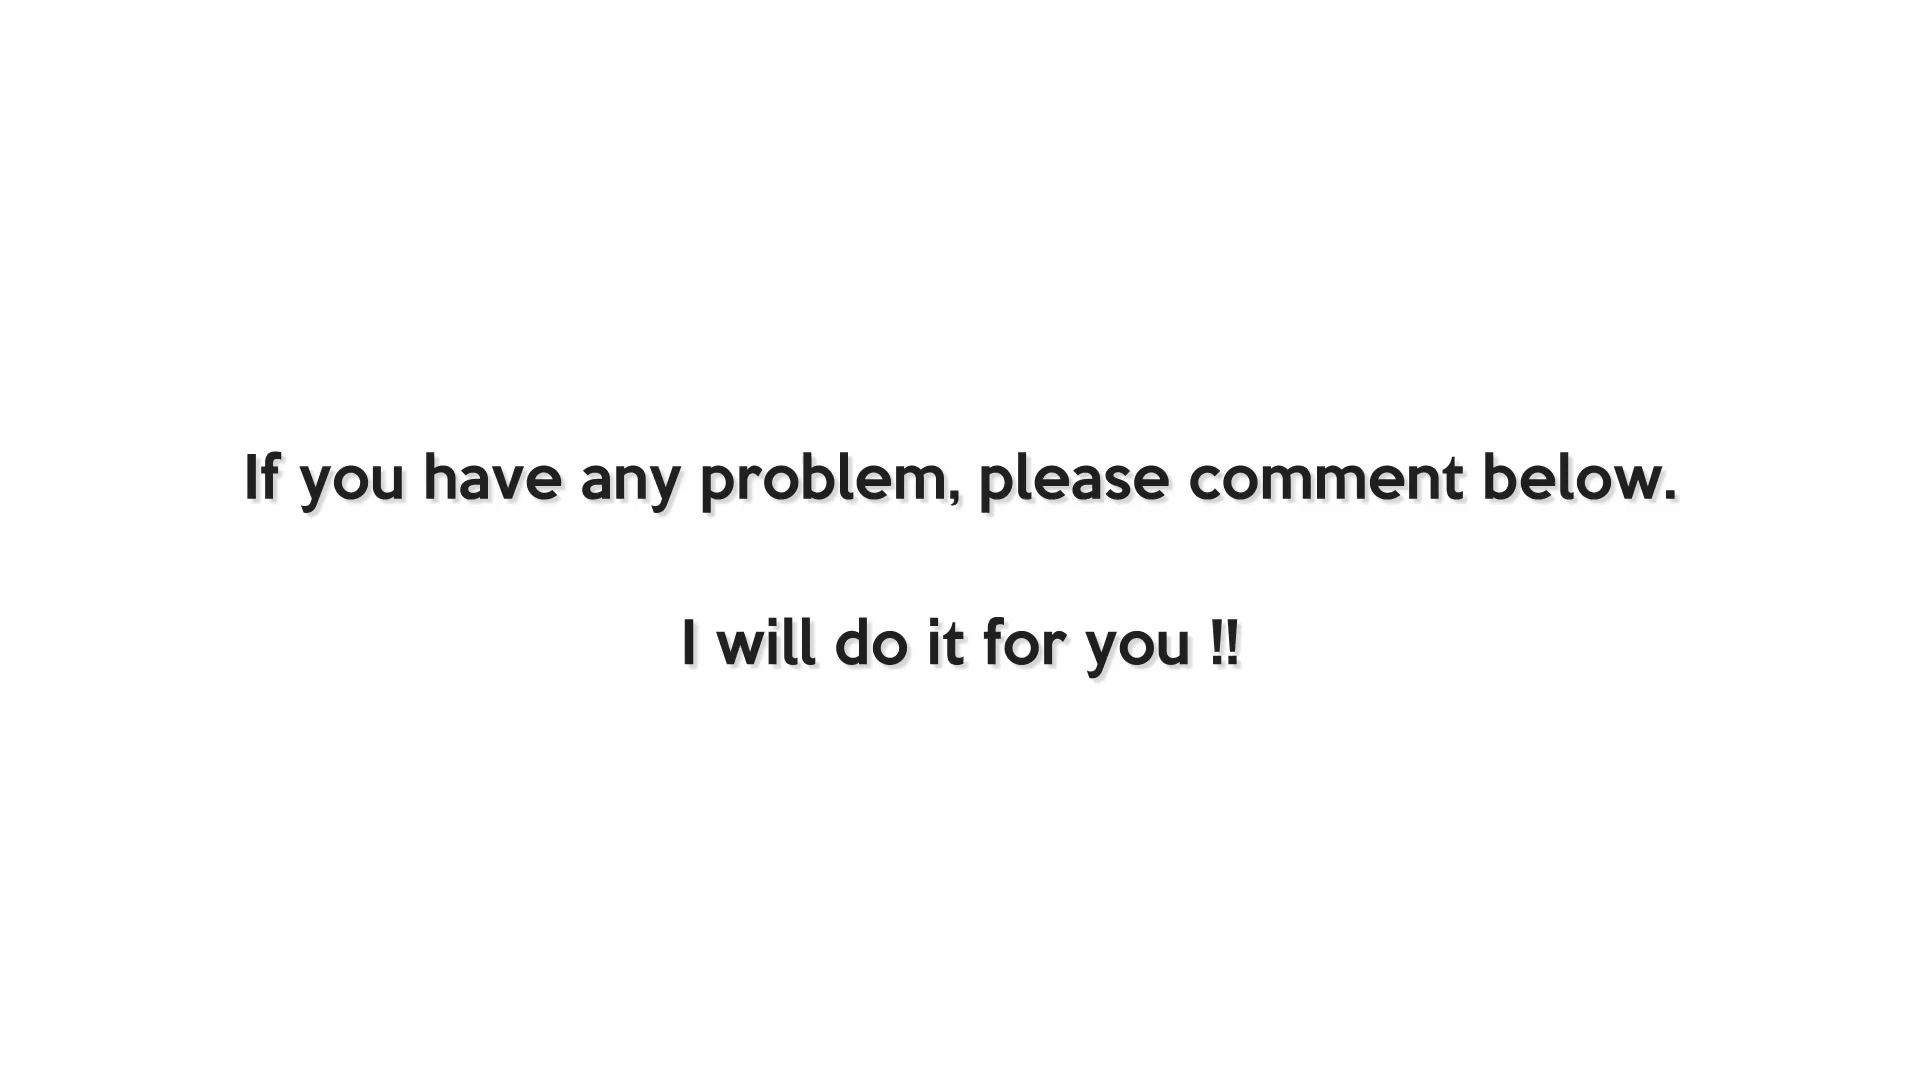 If you have any problem, please comment below.
I will do it for you !!